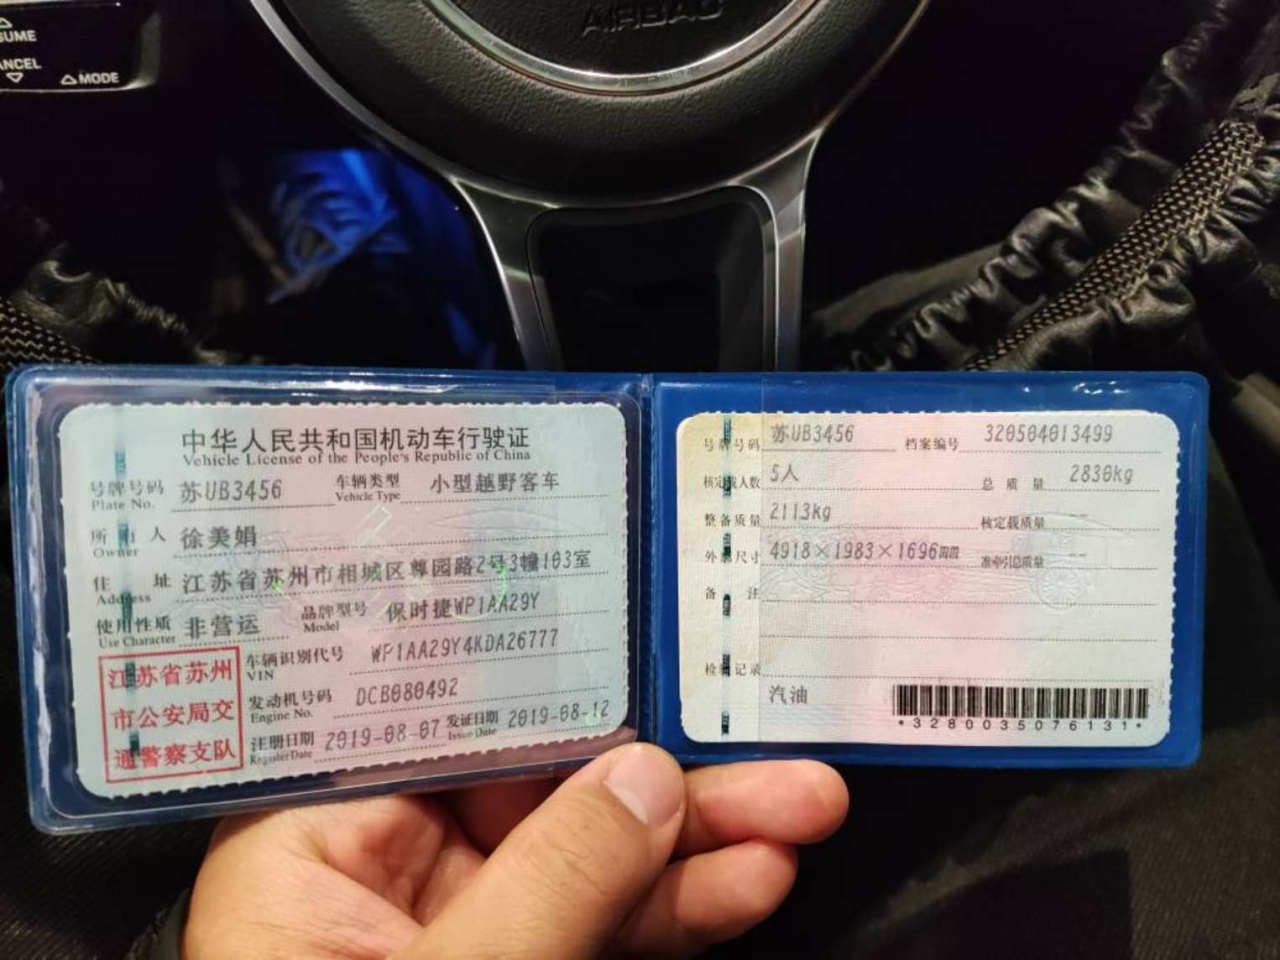 SUME
ANCEL
MODE
AIRBAG
中华人民共和国机动车行驶证
Vehicle License of the People's Republic of China
号牌号码 苏UB3456 车辆类型 小型越野客车
Plate No. Vehicle Type
所有人 徐美娟
Owner
住址 江苏省苏州市相城区尊园路2号3幢103室
Address
使用性质 非营运 品牌型号 保时捷WP1AA29Y
Use Character Model
江苏省苏州
市公安局交
通警察支队
车辆识别代号 WP1AA29Y4KDA26777
VIN
发动机号码 DCB080492
Engine No.
注册日期 2019-08-07 发证日期 2019-08-12
Register Date Issue Date
号牌号码 苏UB3456 档案编号 320504013499
核定载人数 5人 总质量 2830kg
整备质量 2113kg 核定载质量 --
外廓尺寸 4918×1983×1696mm 准牵引总质量 --
备注
检验记录
汽油
*3280035076131*